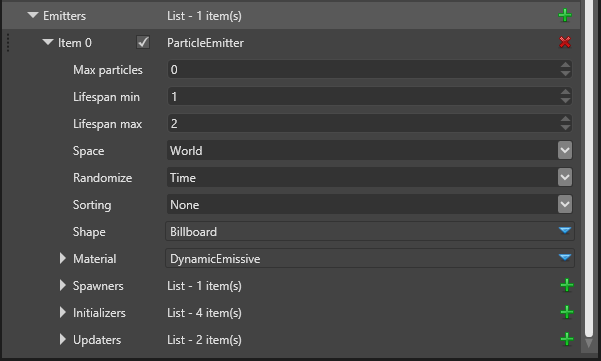 Emitters List - 1 item(s)
Item 0 ParticleEmitter
Max particles 0
Lifespan min 1
Lifespan max 2
Space World
Randomize Time
Sorting None
Shape Billboard
Material DynamicEmissive
Spawners List - 1 item(s)
Initializers List - 4 item(s)
Updaters List - 2 item(s)